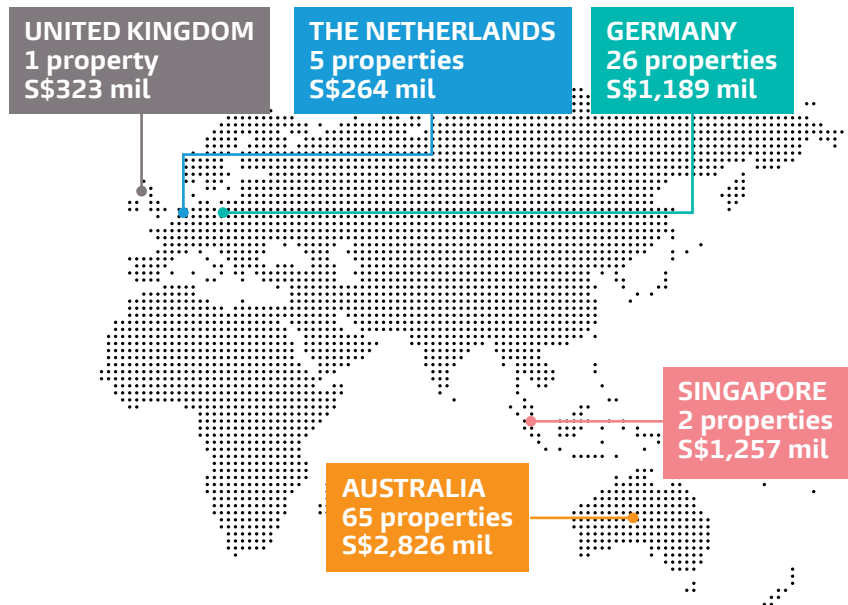 UNITED KINGDOM
1 property
S$323 mil
THE NETHERLANDS
5 properties
S$264 mil
GERMANY
26 properties
S$1,189 mil
SINGAPORE
2 properties
S$1,257 mil
AUSTRALIA
65 properties
S$2,826 mil